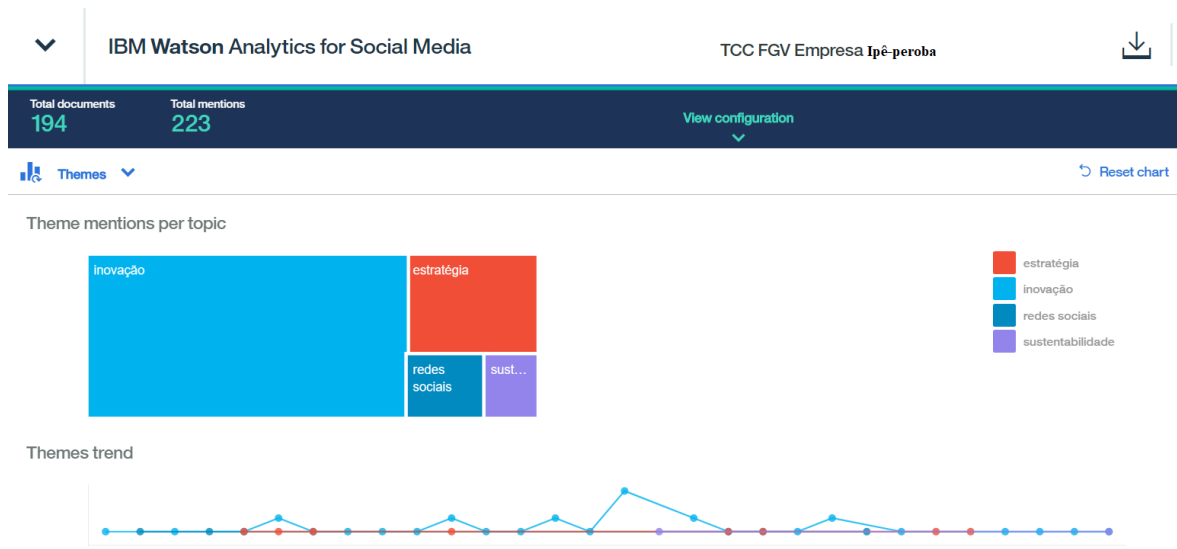 IBM Watson Analytics for Social Media
TCC FGV Empresa Ipê-peroba
Total documents
194
Total mentions
223
View configuration
Themes
Reset chart
Theme mentions per topic
inovação
estratégia
redes
sociais
sust...
estratégia
inovação
redes sociais
sustentabilidade
Themes trend